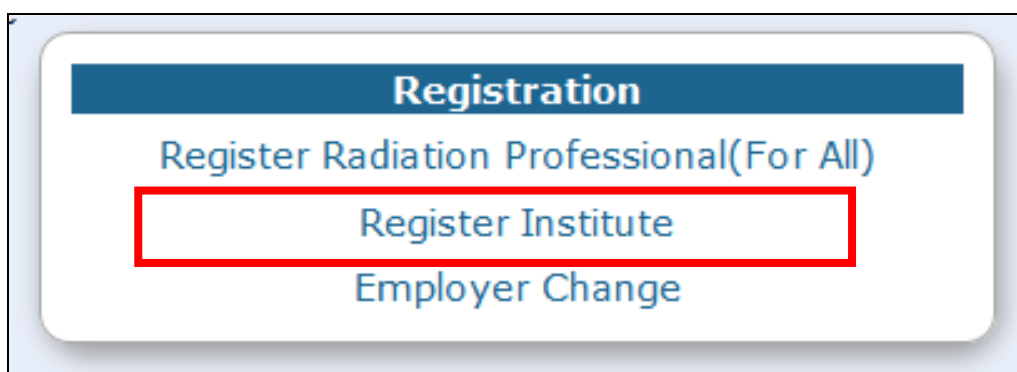 Registration
Register Radiation Professional(For All)
Register Institute
Employer Change